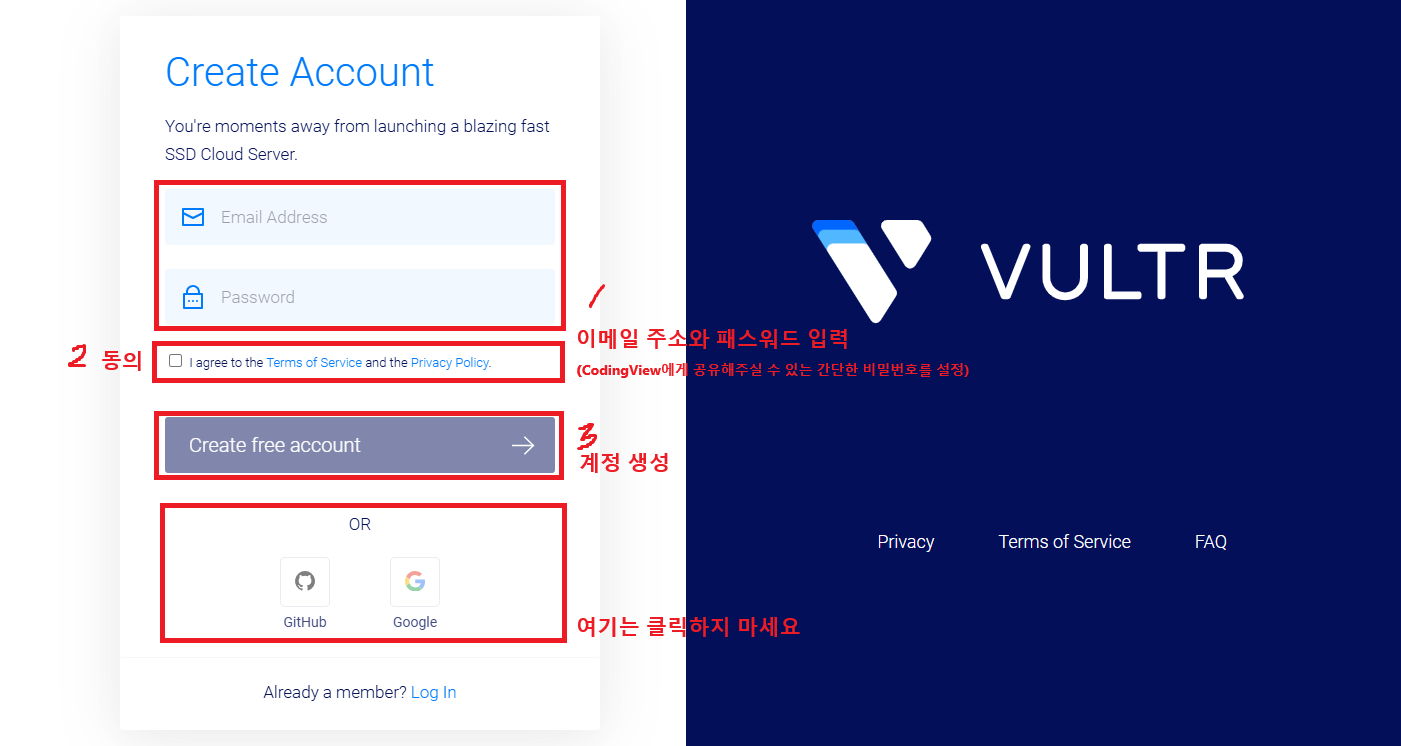 Create Account
You're moments away from launching a blazing fast
SSD Cloud Server.
Email Address
Password
1
이메일 주소와 패스워드 입력
(CodingView에게 공유해주실 수 있는 간단한 비밀번호를 설정)
2 동의
I agree to the Terms of Service and the Privacy Policy.
Create free account
3
계정 생성
OR
GitHub
Google
여기는 클릭하지 마세요
Already a member? Log In
VULTR
Privacy
Terms of Service
FAQ